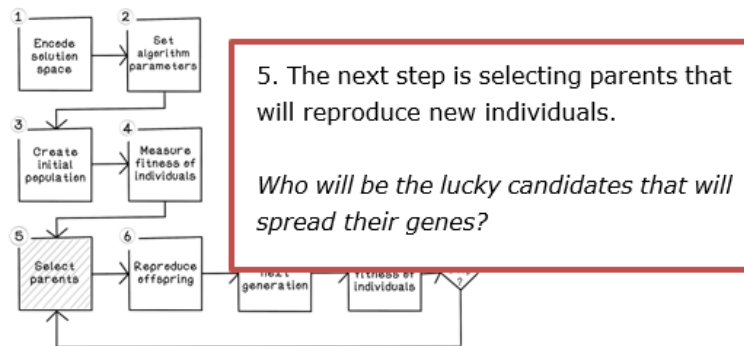 1
Encode
solution
space
2
Set
algorithm
parameters
3
Create
initial
population
4
Measure
fitness of
individuals
5. The next step is selecting parents that
will reproduce new individuals.
Who will be the lucky candidates that will
spread their genes?
5
Select
parents
6
Reproduce
offspring
next
generation
fitness of
individuals
?